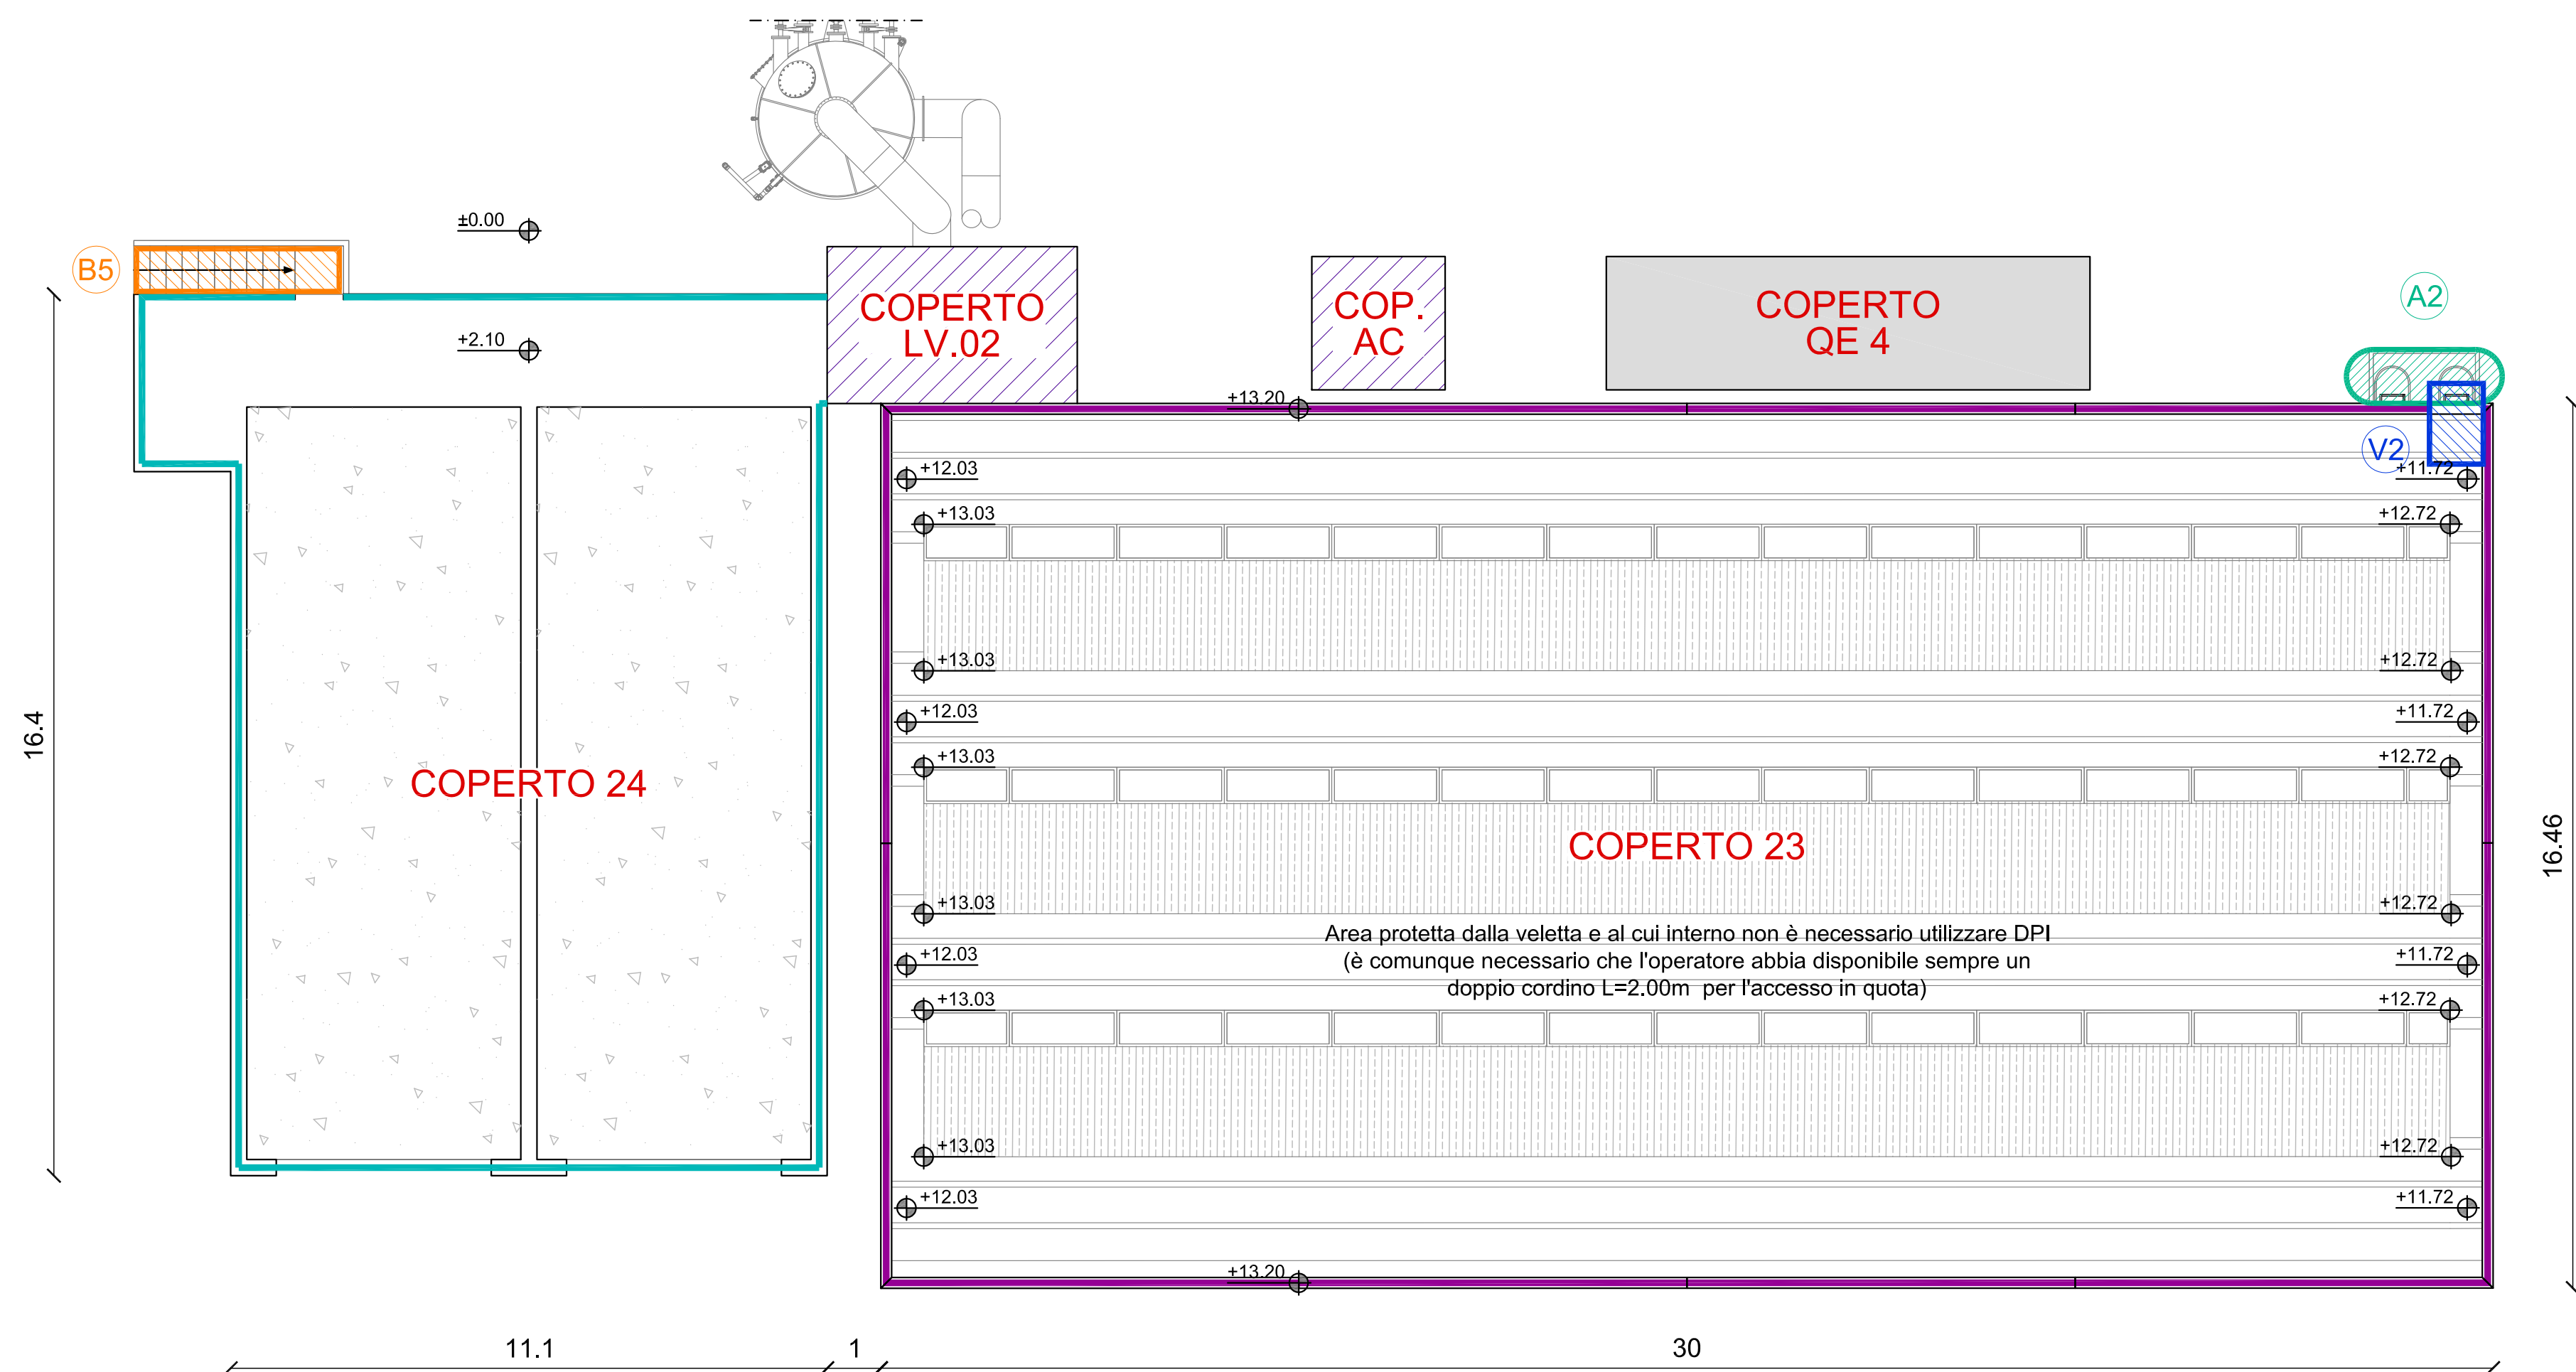 ±0.00
B5
A2
COPERTO
LV.02
COP.
AC
COPERTO
QE 4
+2.10
+13.20
V2
+12.03
+11.72
+13.03
+12.72
+13.03
+12.72
+12.03
+11.72
16.4
+13.03
+12.72
COPERTO 24
COPERTO 23
16.46
+13.03
+12.72
Area protetta dalla veletta e al cui interno non è necessario utilizzare DPI
(è comunque necessario che l'operatore abbia disponibile sempre un
doppio cordino L=2.00m per l'accesso in quota)
+12.03
+11.72
+13.03
+12.72
+13.03
+12.72
+12.03
+11.72
+13.20
11.1
1
30